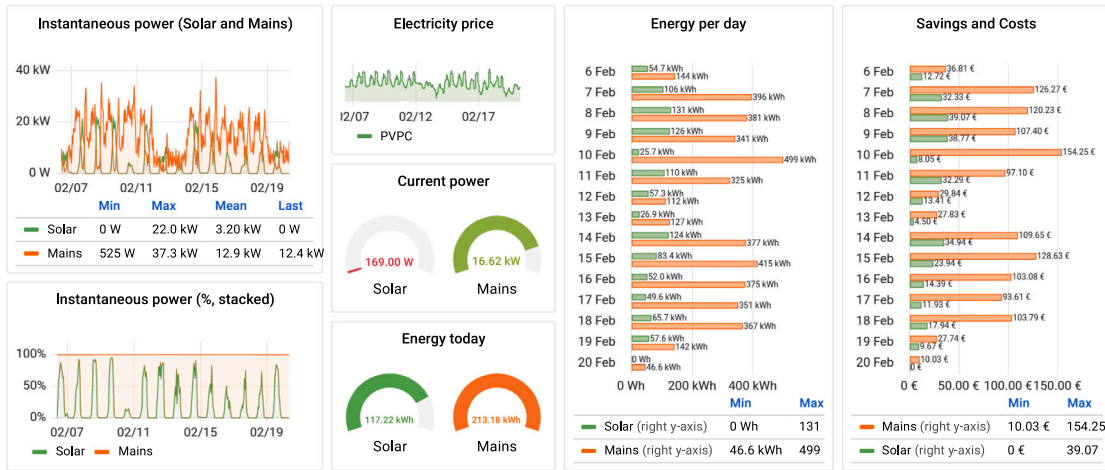 Instantaneous power (Solar and Mains)
40 kW
20 kW
0 W
02/07 02/11 02/15 02/19
Min Max Mean Last
Solar 0 W 22.0 kW 3.20 kW 0 W
Mains 525 W 37.3 kW 12.9 kW 12.4 kW
Instantaneous power (%, stacked)
100%
50%
0%
02/07 02/11 02/15 02/19
Solar Mains
Electricity price
02/07 02/12 02/17
PVPC
Current power
169.00 W 16.62 kW
Solar Mains
Energy today
117.22 kWh 213.18 kWh
Solar Mains
Energy per day
6 Feb 54.7 kWh
144 kWh
7 Feb 106 kWh
396 kWh
8 Feb 131 kWh
381 kWh
9 Feb 126 kWh
341 kWh
10 Feb 25.7 kWh
499 kWh
11 Feb 110 kWh
325 kWh
12 Feb 57.3 kWh
112 kWh
13 Feb 26.9 kWh
127 kWh
14 Feb 124 kWh
377 kWh
15 Feb 83.4 kWh
415 kWh
16 Feb 52.0 kWh
375 kWh
17 Feb 49.6 kWh
351 kWh
18 Feb 65.7 kWh
367 kWh
19 Feb 57.6 kWh
142 kWh
20 Feb 0 Wh
46.6 kWh
0 Wh 200 kWh 400 kWh
Min Max
Solar (right y-axis) 0 Wh 131
Mains (right y-axis) 46.6 kWh 499
Savings and Costs
6 Feb 36.81 €
12.72 €
7 Feb 126.27 €
32.33 €
8 Feb 120.23 €
39.07 €
9 Feb 107.40 €
38.77 €
10 Feb 154.25 €
8.05 €
11 Feb 97.10 €
32.29 €
12 Feb 29.84 €
13.41 €
13 Feb 27.83 €
4.50 €
14 Feb 109.65 €
34.94 €
15 Feb 128.63 €
23.94 €
16 Feb 103.08 €
14.39 €
17 Feb 93.61 €
11.93 €
18 Feb 103.79 €
17.94 €
19 Feb 27.74 €
9.67 €
20 Feb 10.03 €
0 €
0 € 50.00 € 100.00 € 150.00 €
Min Max
Mains (right y-axis) 10.03 € 154.25
Solar (right y-axis) 0 € 39.07